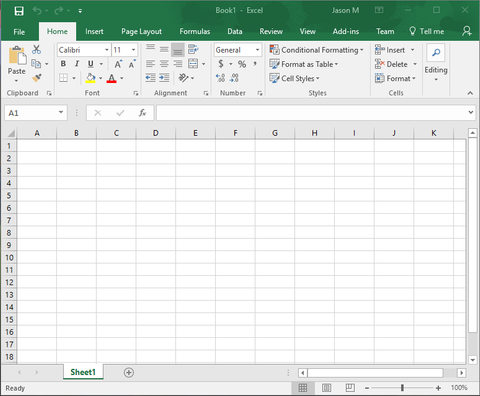 Book1 - Excel Jason M
File Home Insert Page Layout Formulas Data Review View Add-ins Team Tell me
Paste Calibri 11 General Conditional Formatting Insert Editing
B I U A A $ % , Format as Table Delete
A Cell Styles Format
Clipboard Font Alignment Number Styles Cells
A1 fx
A B C D E F G H I J K
1
2
3
4
5
6
7
8
9
10
11
12
13
14
15
16
17
18
Sheet1
Ready 100%